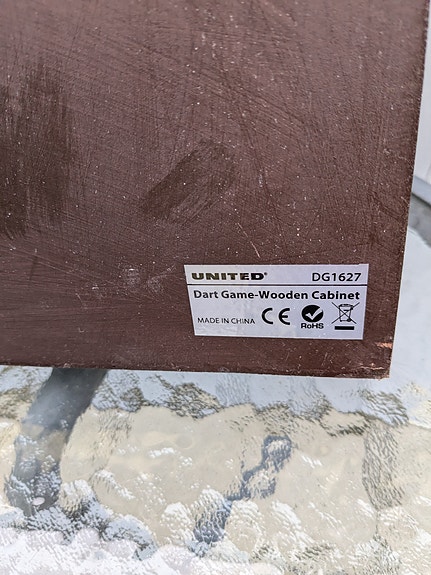 UNITED® DG1627
Dart Game-Wooden Cabinet
MADE IN CHINA CE RoHS